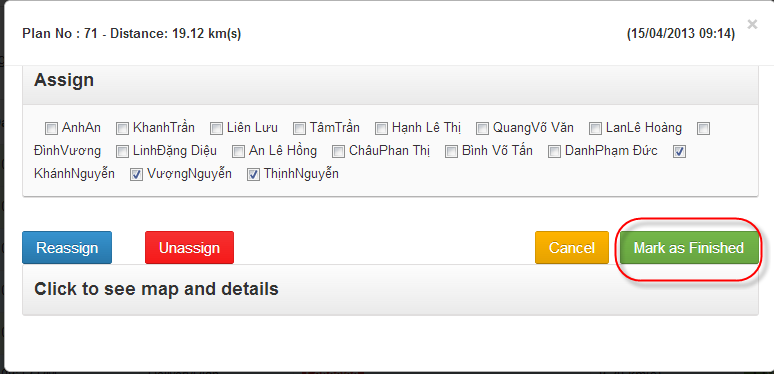 Plan No : 71 - Distance: 19.12 km(s) (15/04/2013 09:14) ×
Assign
AnhAn KhanhTrần Liên Lưu TâmTrần Hạnh Lê Thị QuangVõ Văn LanLê Hoàng
ĐinhVương LinhĐặng Diệu An Lê Hồng ChâuPhan Thị Bình Võ Tấn DanhPhạm Đức
KhánhNguyễn VượngNguyễn ThịnhNguyễn
Reassign Unassign Cancel Mark as Finished
Click to see map and details